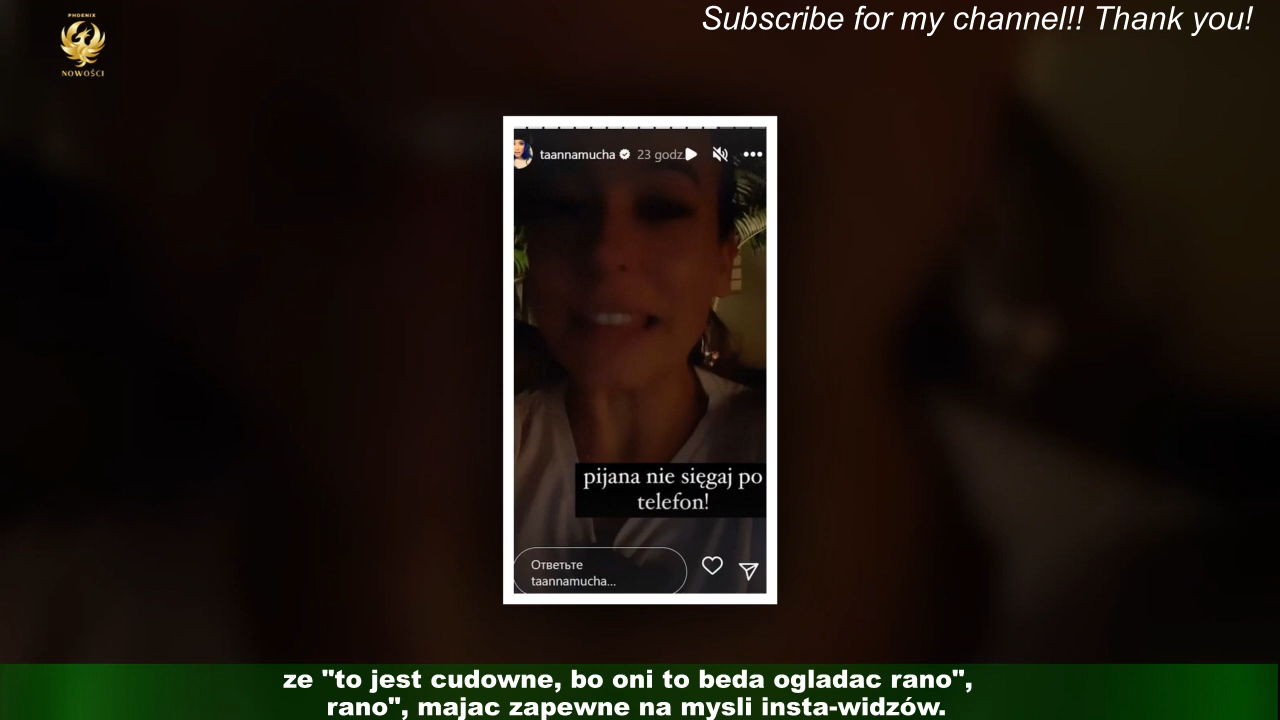 PHOENIX
NOWOŚCI
Subscribe for my channel!! Thank you!
taannamucha 23 godz.
pijana nie sięgaj po
telefon!
Ответьте
taannamucha...
ze "to jest cudowne, bo oni to beda ogladac rano",
rano", majac zapewne na mysli insta-widzów.